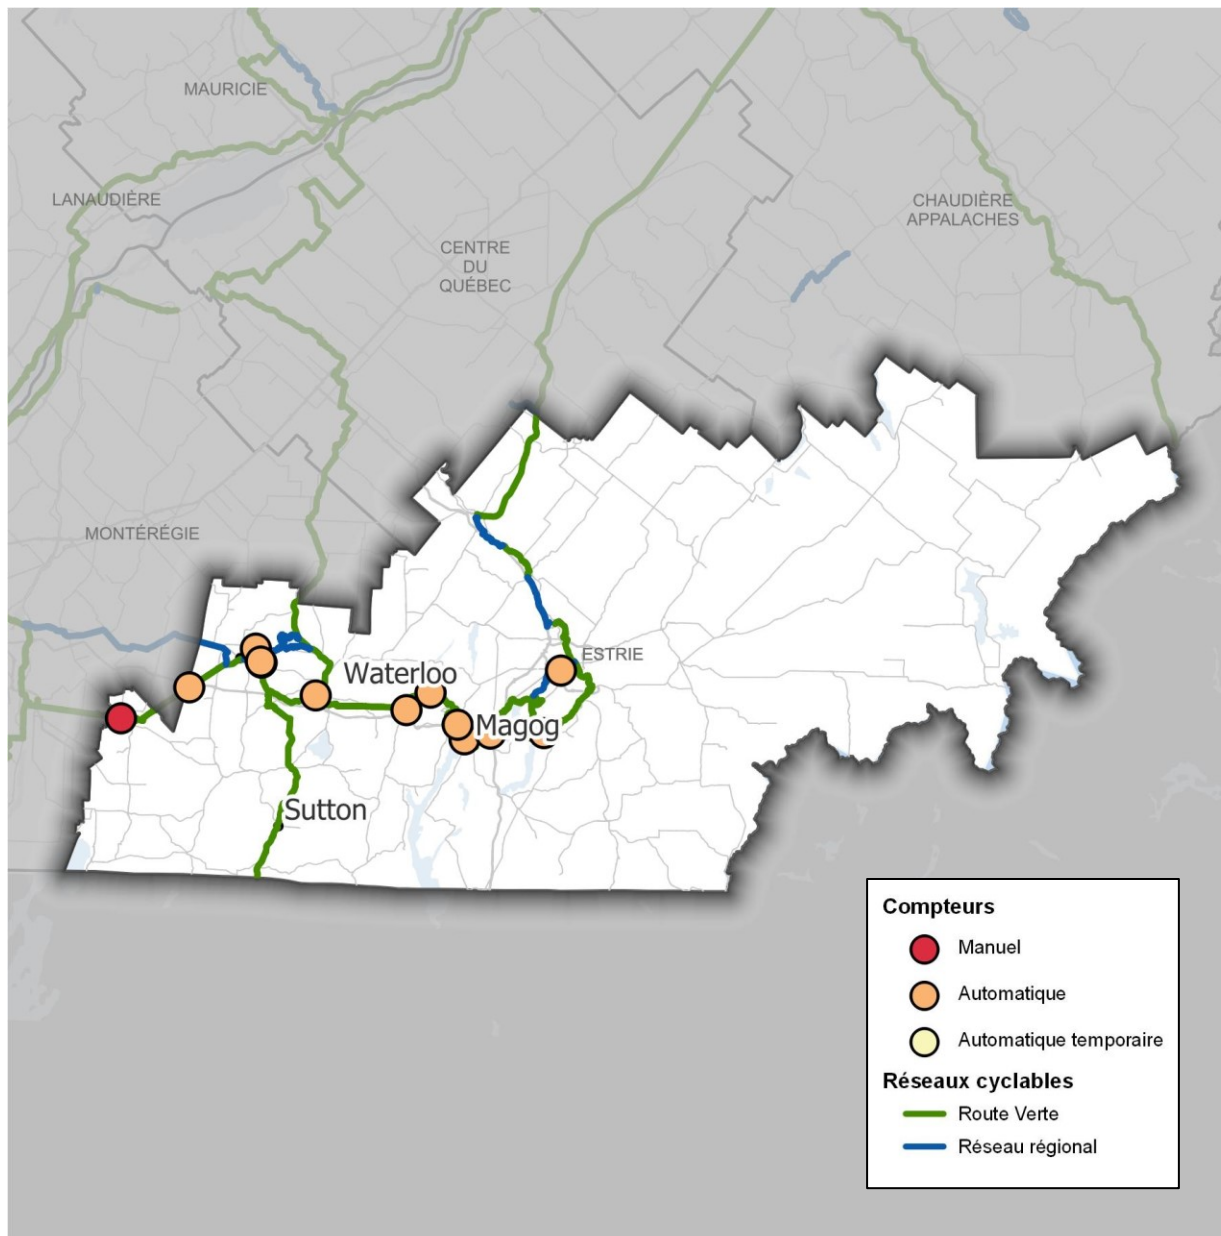 MAURICIE
LANAUDIÈRE
CHAUDIÈRE
APPALACHES
CENTRE
DU
QUÉBEC
MONTÉRÉGIE
ESTRIE
Waterloo
Magog
Sutton
Compteurs
Manuel
Automatique
Automatique temporaire
Réseaux cyclables
Route Verte
Réseau régional